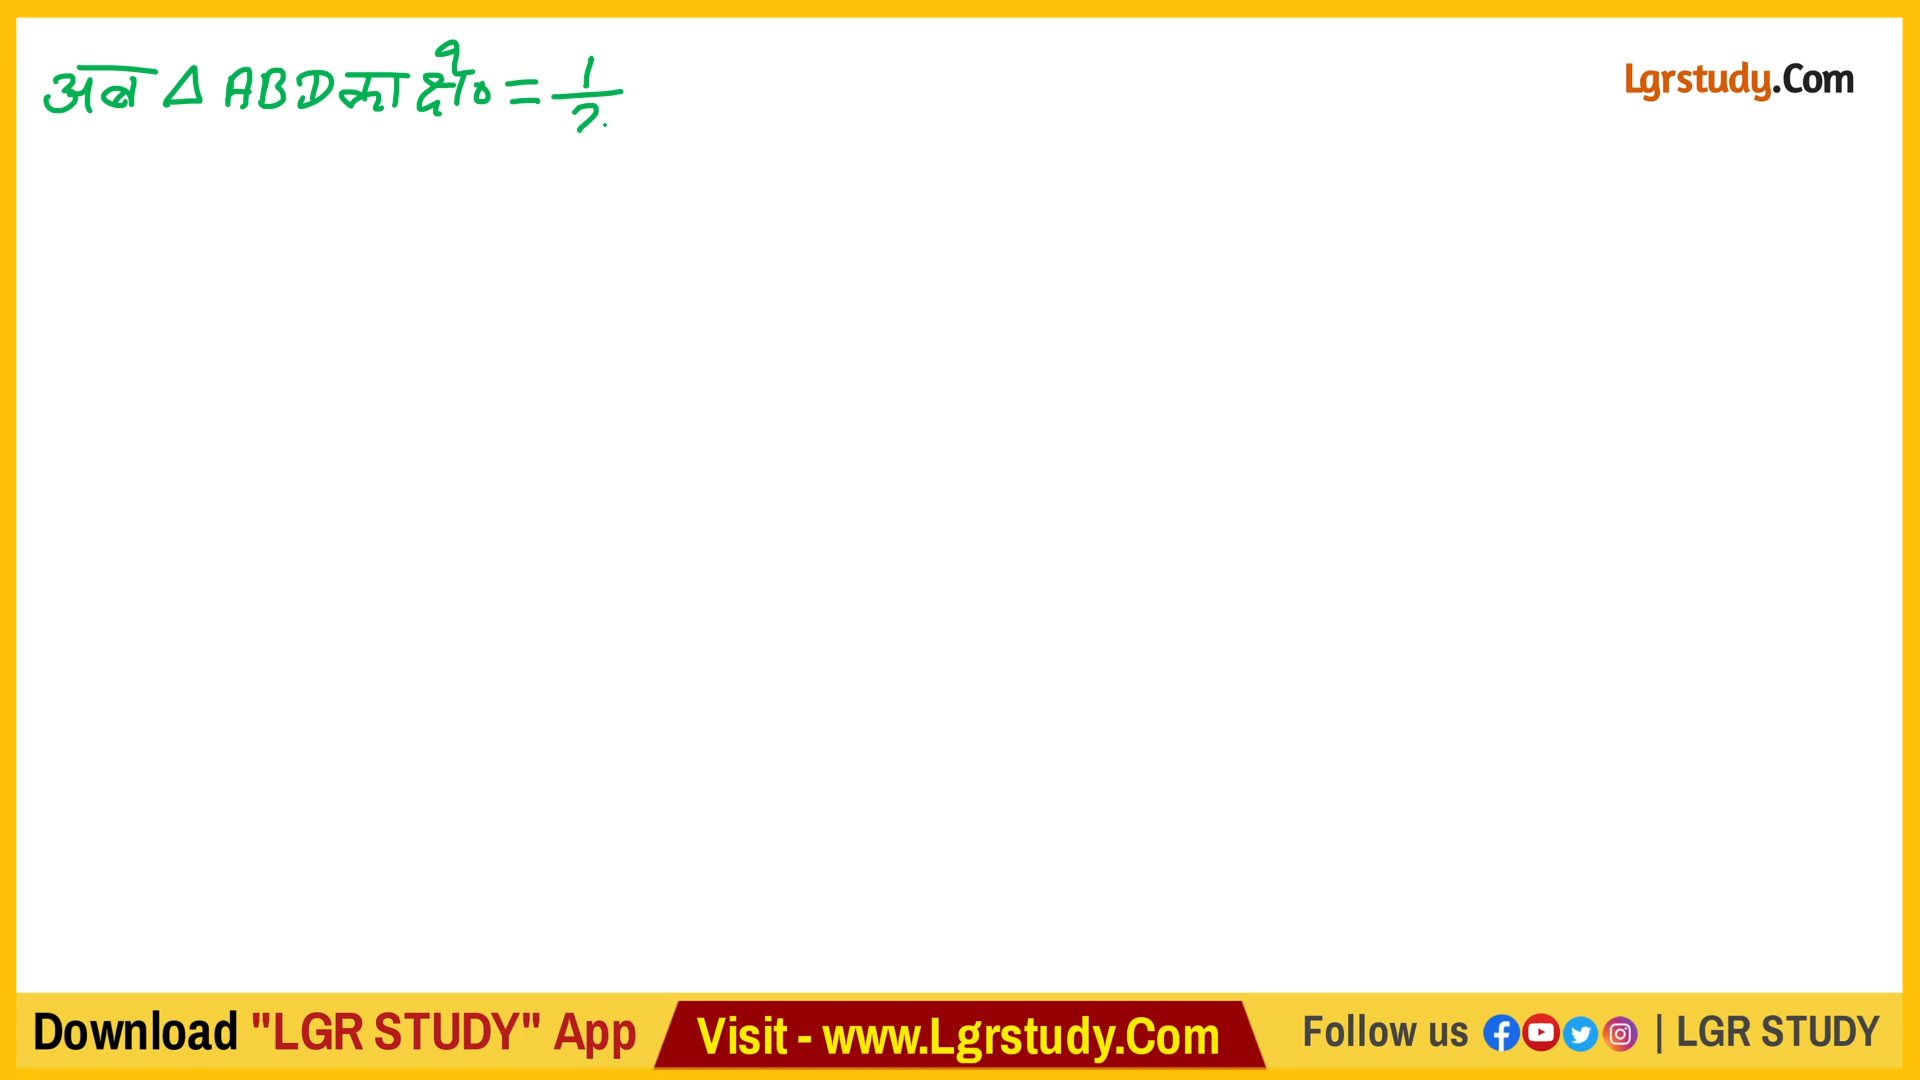 अब △ ABD का क्षे० = 1/2
Lgrstudy.Com
Download "LGR STUDY" App
Visit - www.Lgrstudy.Com
Follow us | LGR STUDY